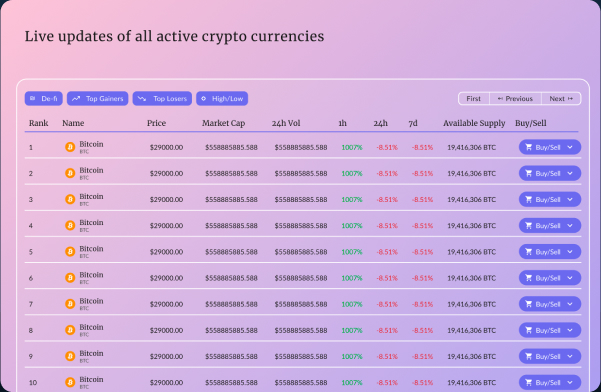 Live updates of all active crypto currencies
De-fi Top Gainers Top Losers High/Low First ← Previous Next ↦
Rank Name Price Market Cap 24h Vol 1h 24h 7d Available Supply Buy/Sell
1 Bitcoin BTC $29000.00 $558885885.588 $558885885.588 1007% -8.51% -8.51% 19,416,306 BTC Buy/Sell
2 Bitcoin BTC $29000.00 $558885885.588 $558885885.588 1007% -8.51% -8.51% 19,416,306 BTC Buy/Sell
3 Bitcoin BTC $29000.00 $558885885.588 $558885885.588 1007% -8.51% -8.51% 19,416,306 BTC Buy/Sell
4 Bitcoin BTC $29000.00 $558885885.588 $558885885.588 1007% -8.51% -8.51% 19,416,306 BTC Buy/Sell
5 Bitcoin BTC $29000.00 $558885885.588 $558885885.588 1007% -8.51% -8.51% 19,416,306 BTC Buy/Sell
6 Bitcoin BTC $29000.00 $558885885.588 $558885885.588 1007% -8.51% -8.51% 19,416,306 BTC Buy/Sell
7 Bitcoin BTC $29000.00 $558885885.588 $558885885.588 1007% -8.51% -8.51% 19,416,306 BTC Buy/Sell
8 Bitcoin BTC $29000.00 $558885885.588 $558885885.588 1007% -8.51% -8.51% 19,416,306 BTC Buy/Sell
9 Bitcoin BTC $29000.00 $558885885.588 $558885885.588 1007% -8.51% -8.51% 19,416,306 BTC Buy/Sell
10 Bitcoin BTC $29000.00 $558885885.588 $558885885.588 1007% -8.51% -8.51% 19,416,306 BTC Buy/Sell